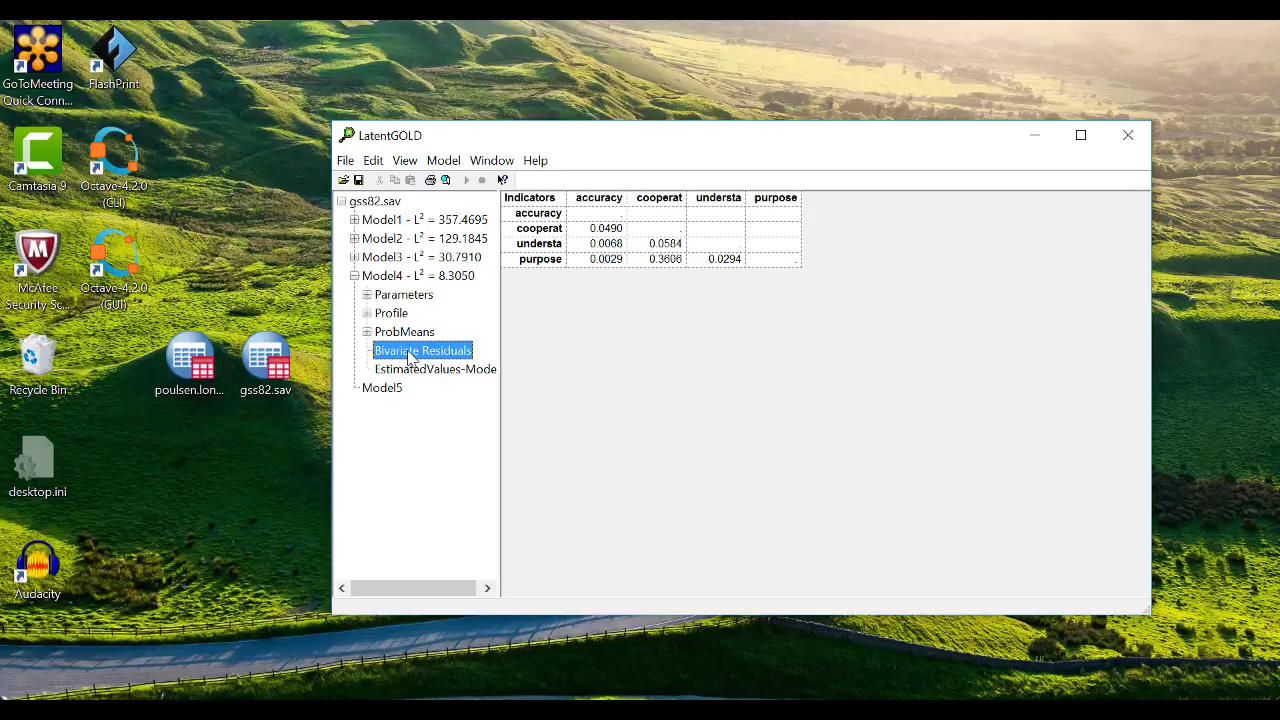 GoToMeeting
Quick Conn...
FlashPrint
Camtasia 9
Octave-4.2.0
(CLI)
McAfee
Security Sc...
Octave-4.2.0
(GUI)
Recycle Bin
poulsen.lon...
gss82.sav
desktop.ini
Audacity
LatentGOLD
File Edit View Model Window Help
gss82.sav
Model1 - L² = 357.4695
Model2 - L² = 129.1845
Model3 - L² = 30.7910
Model4 - L² = 8.3050
Parameters
Profile
ProbMeans
Bivariate Residuals
EstimatedValues-Mode
Model5
Indicators accuracy cooperat understa purpose
accuracy .
cooperat 0.0490 .
understa 0.0068 0.0584 .
purpose 0.0029 0.3606 0.0294 .